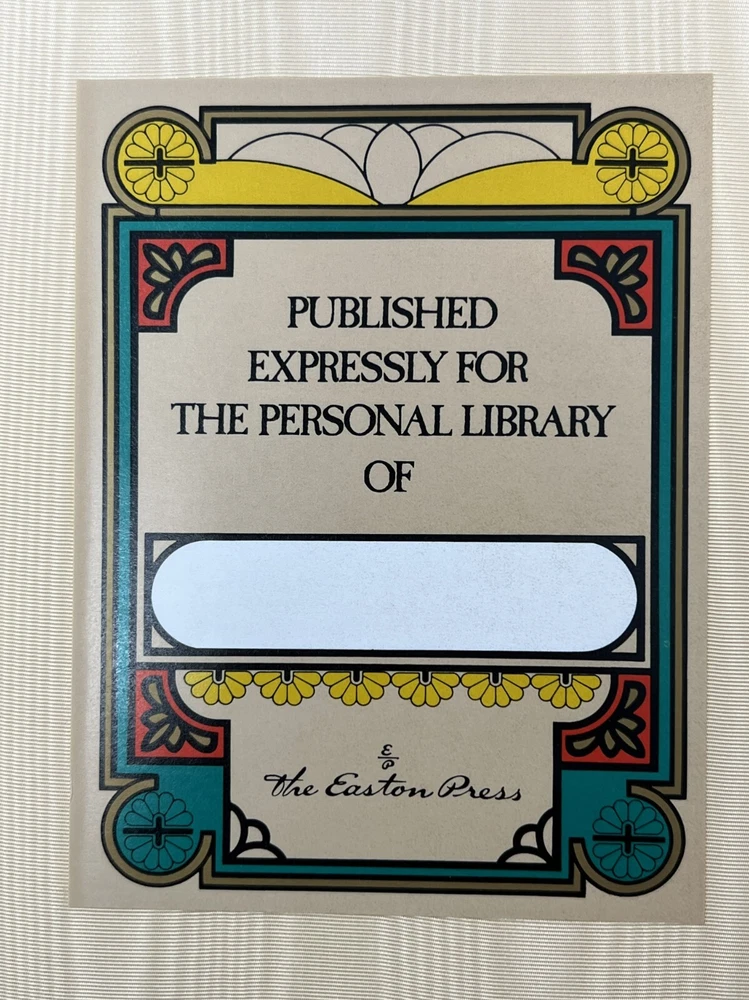 PUBLISHED
EXPRESSLY FOR
THE PERSONAL LIBRARY
OF
E
P
The Easton Press